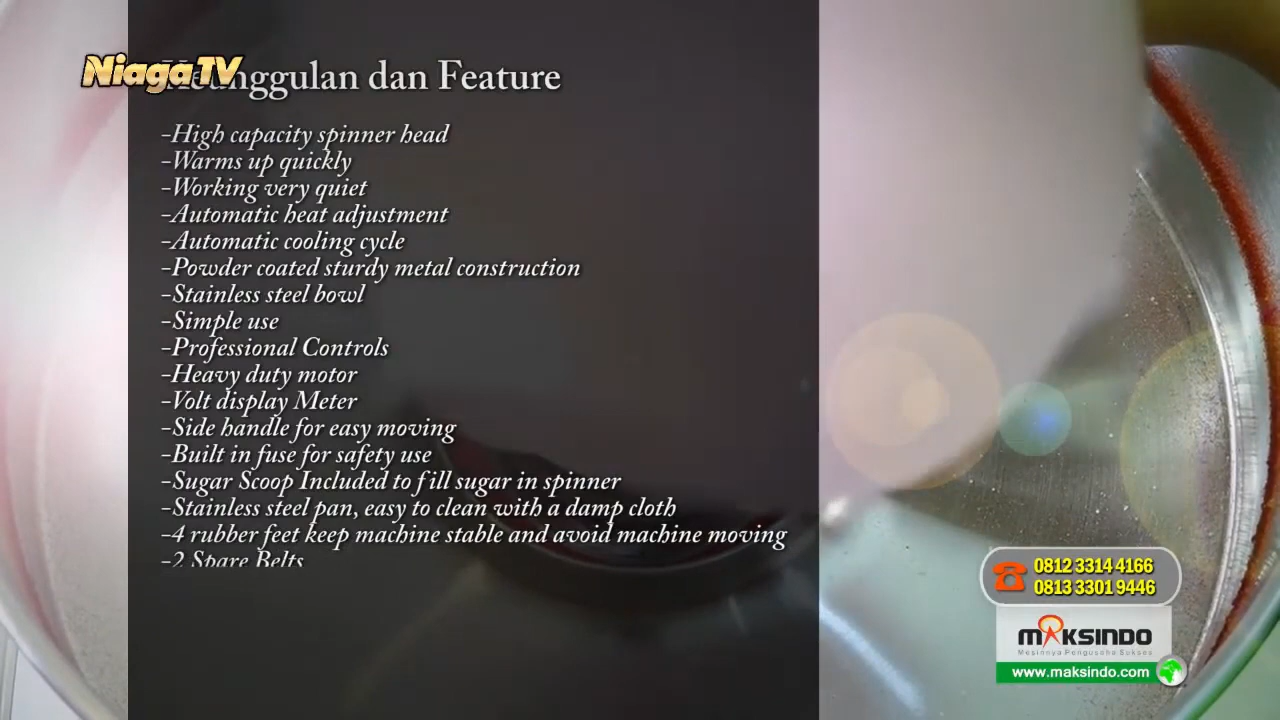 NiagaTV
Keunggulan dan Feature
-High capacity spinner head
-Warms up quickly
-Working very quiet
-Automatic heat adjustment
-Automatic cooling cycle
-Powder coated sturdy metal construction
-Stainless steel bowl
-Simple use
-Professional Controls
-Heavy duty motor
-Volt display Meter
-Side handle for easy moving
-Built in fuse for safety use
-Sugar Scoop Included to fill sugar in spinner
-Stainless steel pan, easy to clean with a damp cloth
-4 rubber feet keep machine stable and avoid machine moving
-2 Spare Belts
0812 3314 4166
0813 3301 9446
MAKSINDO
Mesinnya Pengusaha Sukses
www.maksindo.com